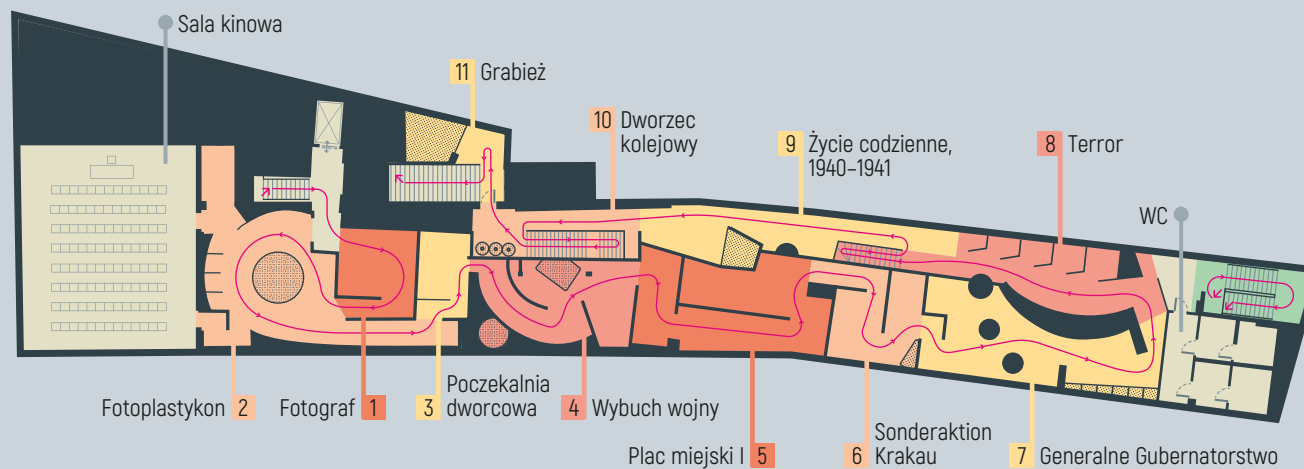 Sala kinowa
11 Grabież
10 Dworzec
kolejowy
9 Życie codzienne,
1940–1941
8 Terror
WC
Fotoplastykon 2
Fotograf 1
3 Poczekalnia
dworcowa
4 Wybuch wojny
Plac miejski I 5
6 Sonderaktion
Krakau
7 Generalne Gubernatorstwo